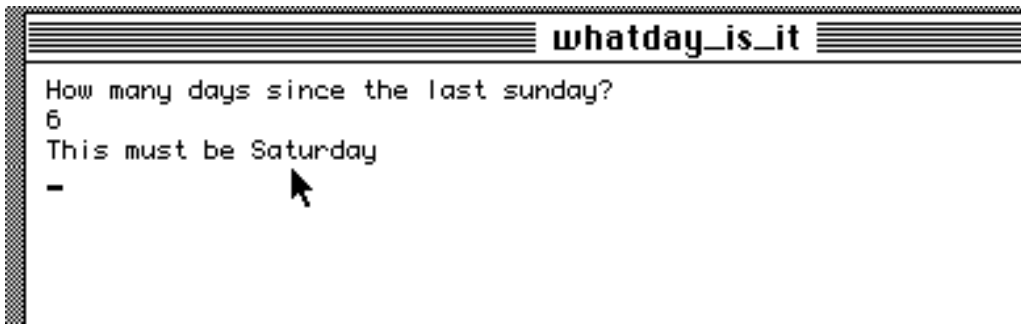 whatday_is_it
How many days since the last sunday?
6
This must be Saturday